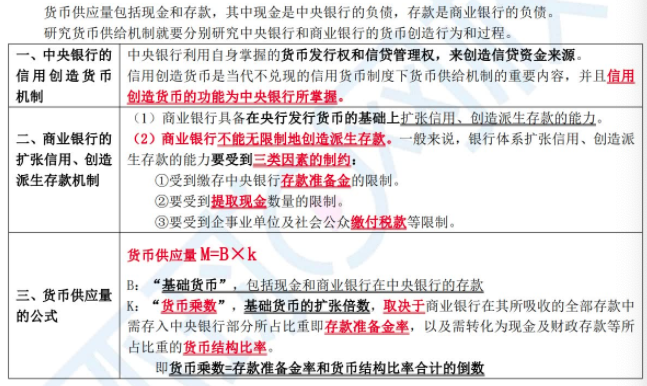 货币供应量包括现金和存款，其中现金是中央银行的负债，存款是商业银行的负债。
研究货币供给机制就要分别研究中央银行和商业银行的货币创造行为和过程。
一、中央银行的
信用创造货币
机制
中央银行利用自身掌握的货币发行权和信贷管理权，来创造信贷资金来源。
信用创造货币是当代不兑现的信用货币制度下货币供给机制的重要内容，并且信用
创造货币的功能为中央银行所掌握。
二、商业银行的
扩张信用、创造
派生存款机制
（1）商业银行具备在央行发行货币的基础上扩张信用、创造派生存款的能力。
（2）商业银行不能无限制地创造派生存款。一般来说，银行体系扩张信用、创造派
生存款的能力要受到三类因素的制约：
①受到缴存中央银行存款准备金的限制。
②要受到提取现金数量的限制。
③要受到企事业单位及社会公众缴付税款等限制。
三、货币供应量
的公式
货币供应量 M=B×k
B：“基础货币”，包括现金和商业银行在中央银行的存款
K：“货币乘数”，基础货币的扩张倍数，取决于商业银行在其所吸收的全部存款中
需存入中央银行部分所占比重即存款准备金率，以及需转化为现金及财政存款等所
占比重的货币结构比率。
即货币乘数=存款准备金率和货币结构比率合计的倒数